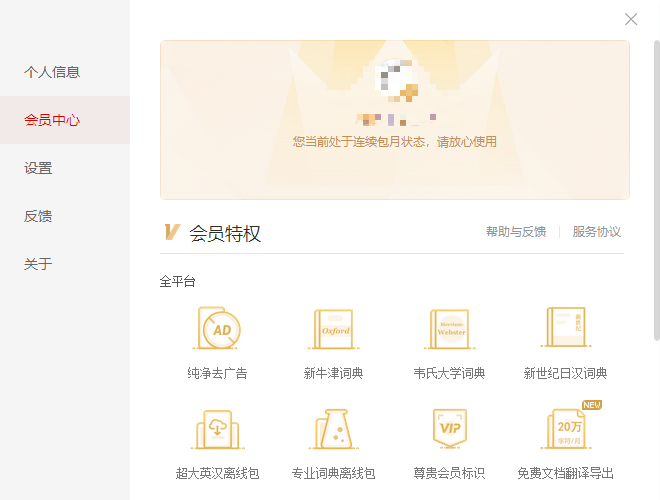 个人信息
会员中心
设置
反馈
关于
您当前处于连续包月状态，请放心使用
会员特权
帮助与反馈
服务协议
全平台
AD
纯净去广告
Oxford
新牛津词典
Webster
韦氏大学词典
新世纪
新世纪日汉词典
超大英汉离线包
专业词典离线包
VIP
尊贵会员标识
NEW
20万
字符/月
免费文档翻译导出